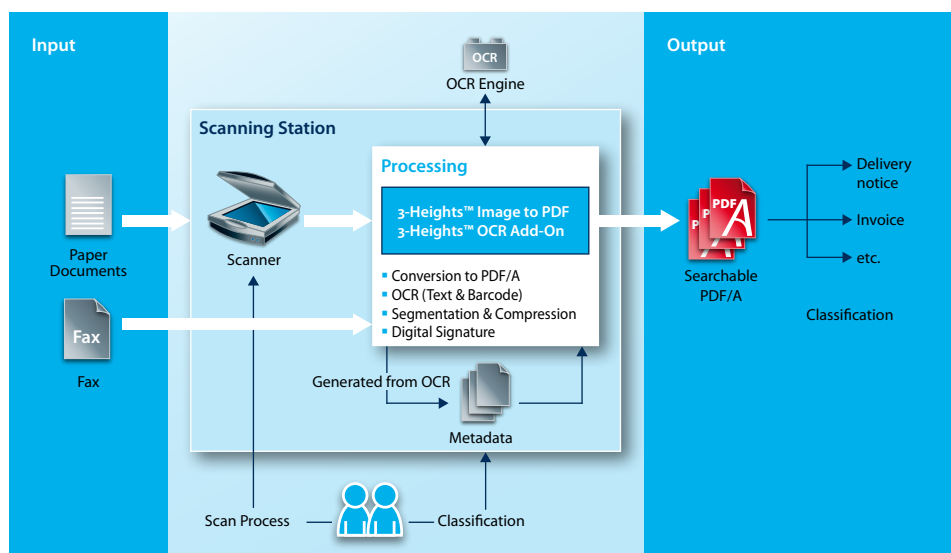 Input
Output
OCR
OCR Engine
Scanning Station
Processing
3-Heights™ Image to PDF
3-Heights™ OCR Add-On
Paper
Documents
Scanner
▪ Conversion to PDF/A
▪ OCR (Text & Barcode)
▪ Segmentation & Compression
▪ Digital Signature
P
P
PDF
Searchable
PDF/A
Delivery
notice
Invoice
etc.
Classification
Fax
Fax
Generated from OCR
Metadata
Scan Process
Classification